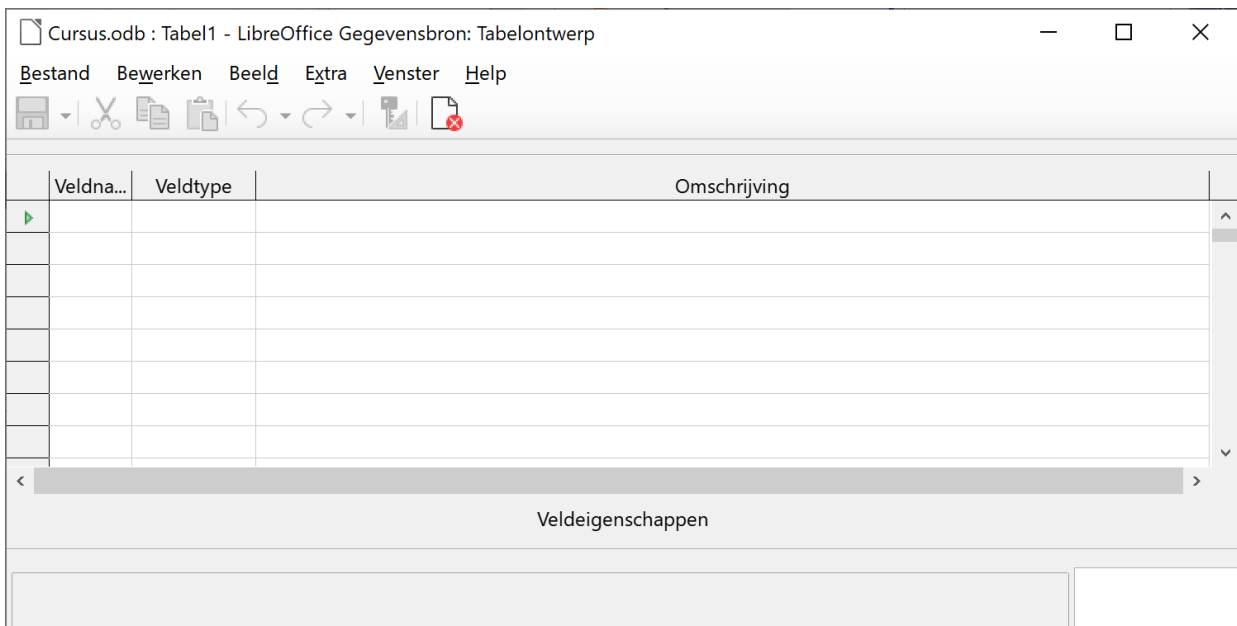 Cursus.odb : Tabel1 - LibreOffice Gegevensbron: Tabelontwerp
Bestand Bewerken Beeld Extra Venster Help
Veldna... Veldtype Omschrijving
Veldeigenschappen